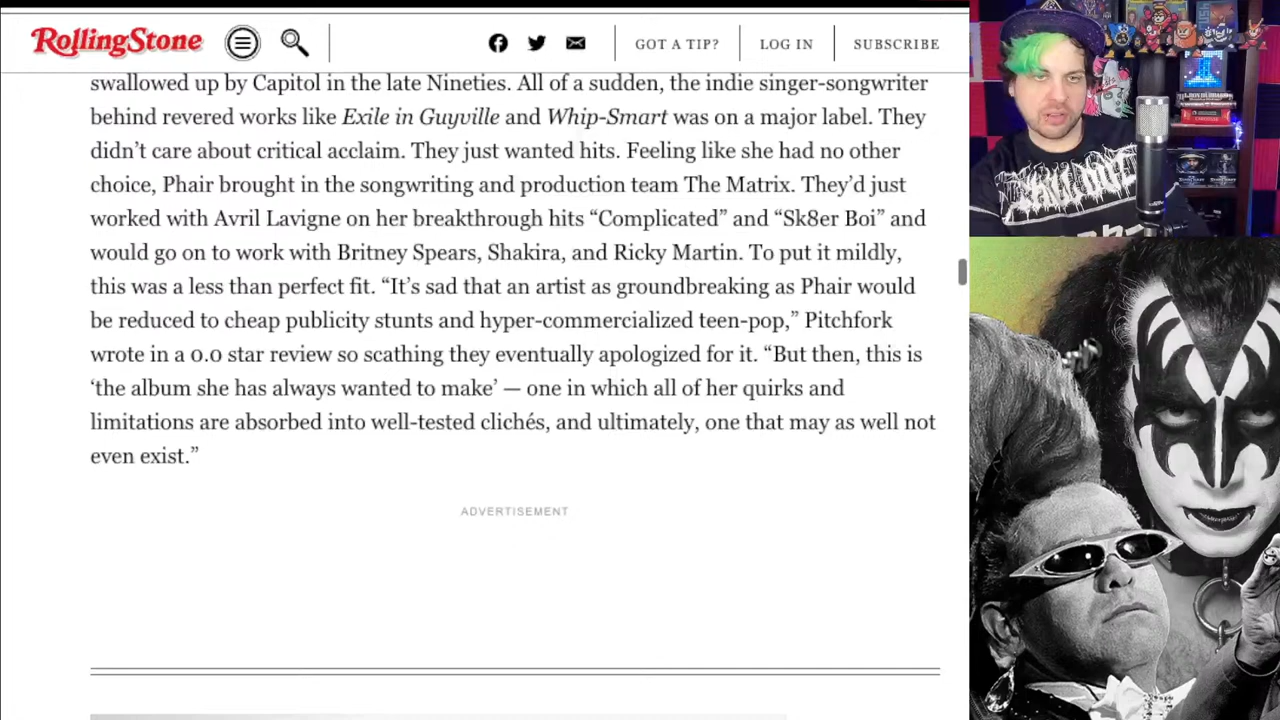 RollingStone
GOT A TIP?
LOG IN
SUBSCRIBE
swallowed up by Capitol in the late Nineties. All of a sudden, the indie singer-songwriter
behind revered works like Exile in Guyville and Whip-Smart was on a major label. They
didn’t care about critical acclaim. They just wanted hits. Feeling like she had no other
choice, Phair brought in the songwriting and production team The Matrix. They’d just
worked with Avril Lavigne on her breakthrough hits “Complicated” and “Sk8er Boi” and
would go on to work with Britney Spears, Shakira, and Ricky Martin. To put it mildly,
this was a less than perfect fit. “It’s sad that an artist as groundbreaking as Phair would
be reduced to cheap publicity stunts and hyper-commercialized teen-pop,” Pitchfork
wrote in a 0.0 star review so scathing they eventually apologized for it. “But then, this is
‘the album she has always wanted to make’ — one in which all of her quirks and
limitations are absorbed into well-tested clichés, and ultimately, one that may as well not
even exist.”
ADVERTISEMENT